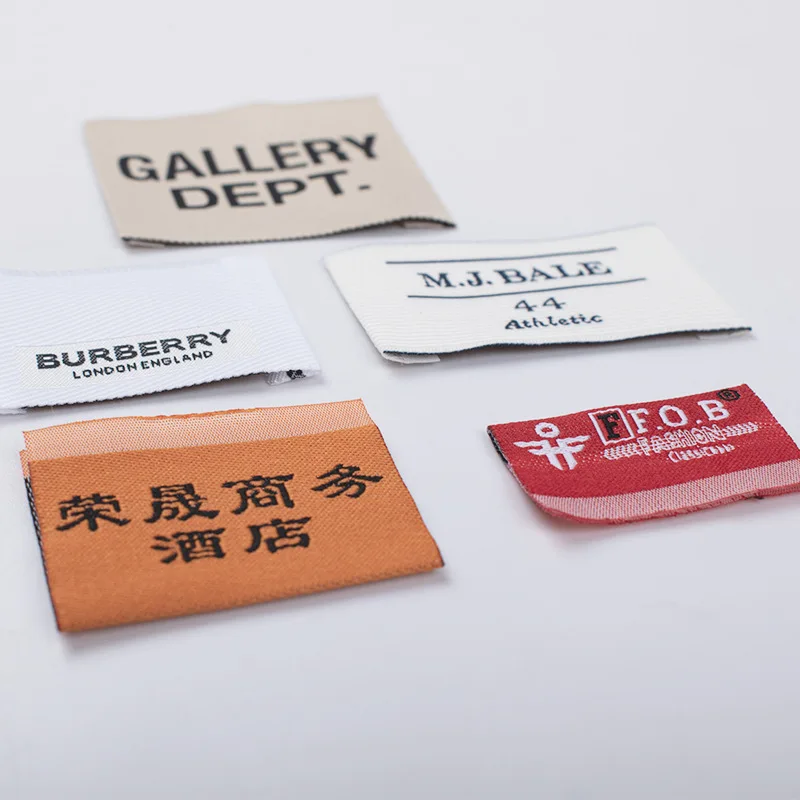 GALLERY
DEPT.
M.J. BALE
44
Athletic
BURBERRY
LONDON ENGLAND
F F.O.B®
FASHION
荣晟商务
酒店